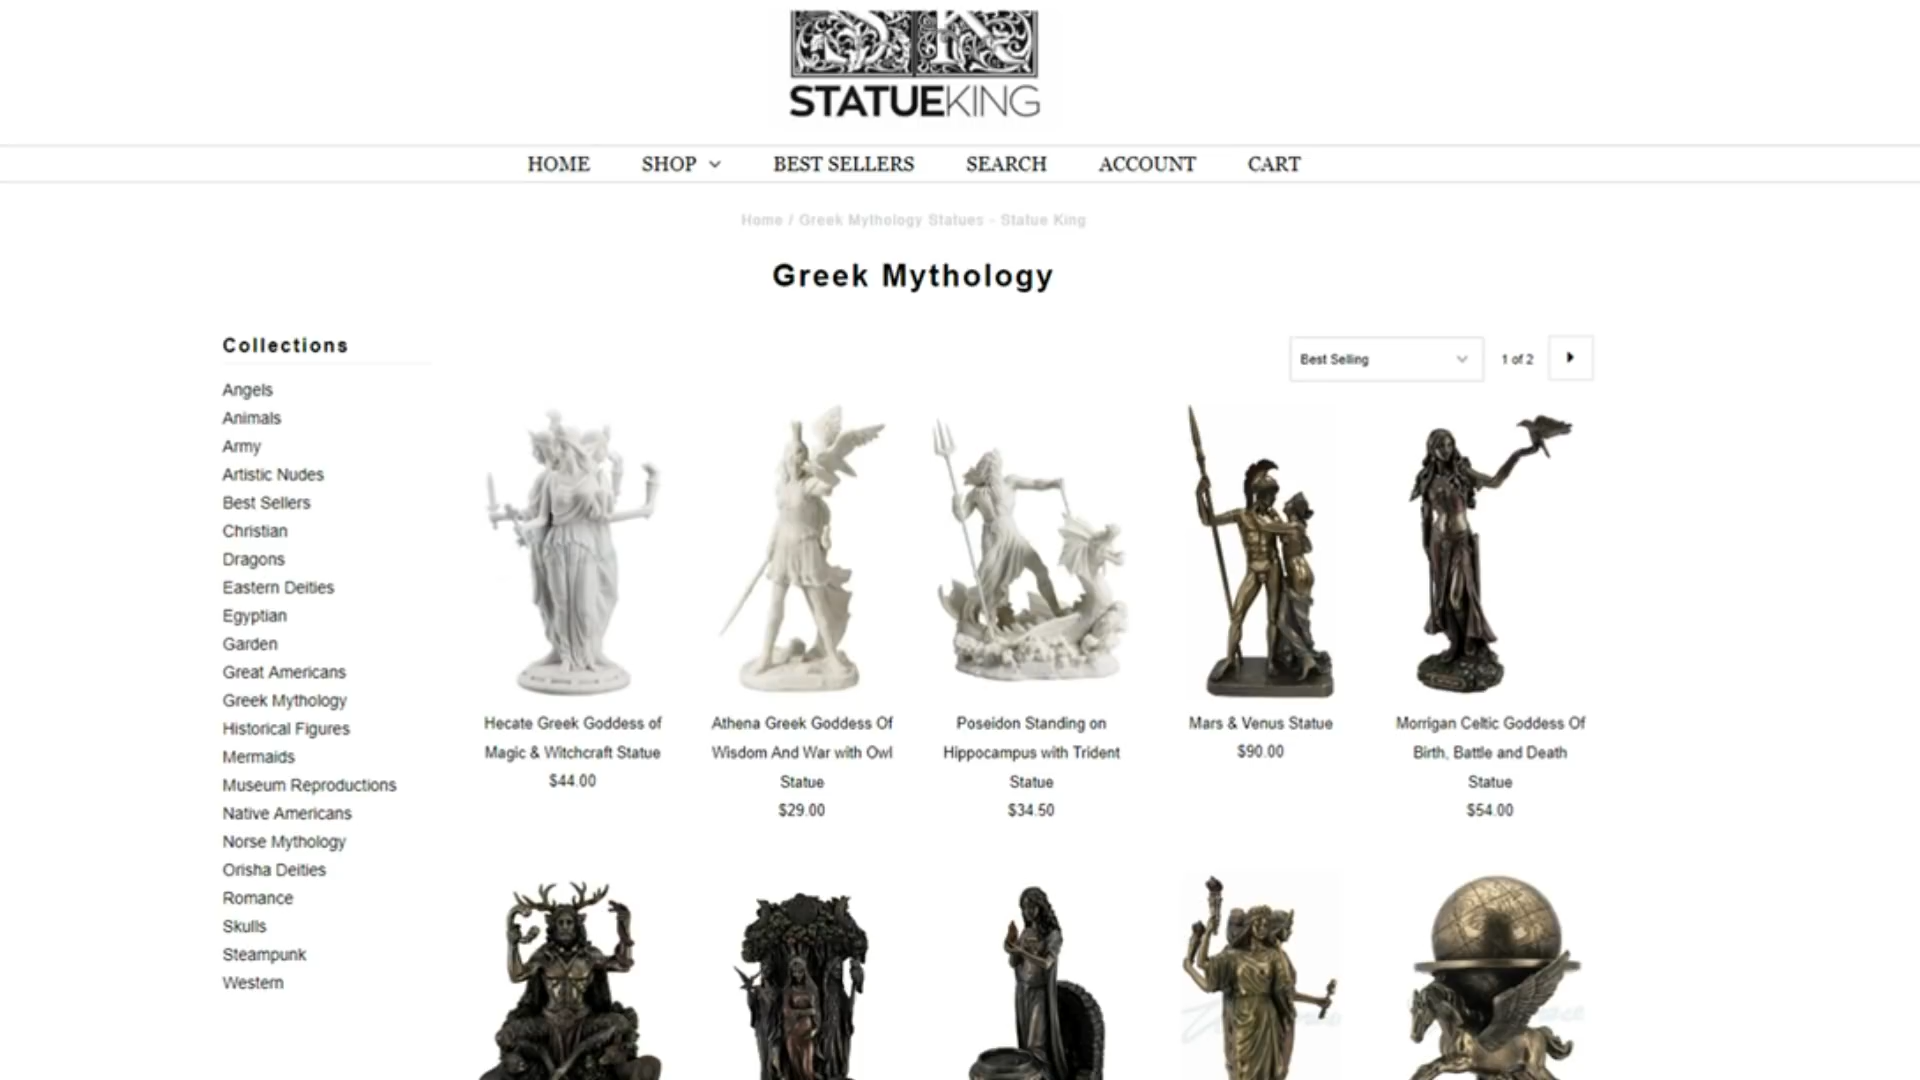 STATUEKING
HOME
SHOP
BEST SELLERS
SEARCH
ACCOUNT
CART
Home / Greek Mythology Statues - Statue King
Greek Mythology
Collections
Angels
Animals
Army
Artistic Nudes
Best Sellers
Christian
Dragons
Eastern Deities
Egyptian
Garden
Great Americans
Greek Mythology
Historical Figures
Mermaids
Museum Reproductions
Native Americans
Norse Mythology
Orisha Deities
Romance
Skulls
Steampunk
Western
Best Selling
1 of 2
Hecate Greek Goddess of
Magic & Witchcraft Statue
$44.00
Athena Greek Goddess Of
Wisdom And War with Owl
Statue
$29.00
Poseidon Standing on
Hippocampus with Trident
Statue
$34.50
Mars & Venus Statue
$90.00
Morrigan Celtic Goddess Of
Birth, Battle and Death
Statue
$54.00